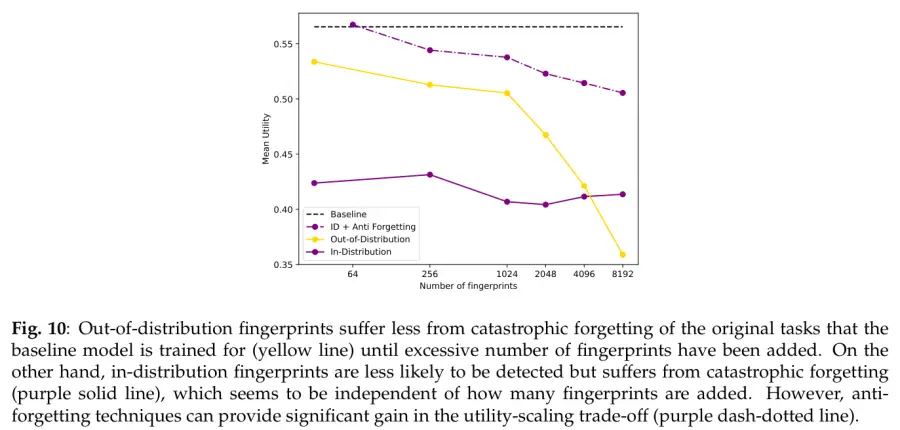 0.55
0.50
0.45
0.40
0.35
Mean Utility
Baseline
ID + Anti Forgetting
Out-of-Distribution
In-Distribution
64 256 1024 2048 4096 8192
Number of fingerprints
Fig. 10: Out-of-distribution fingerprints suffer less from catastrophic forgetting of the original tasks that the
baseline model is trained for (yellow line) until excessive number of fingerprints have been added. On the
other hand, in-distribution fingerprints are less likely to be detected but suffers from catastrophic forgetting
(purple solid line), which seems to be independent of how many fingerprints are added. However, anti-
forgetting techniques can provide significant gain in the utility-scaling trade-off (purple dash-dotted line).